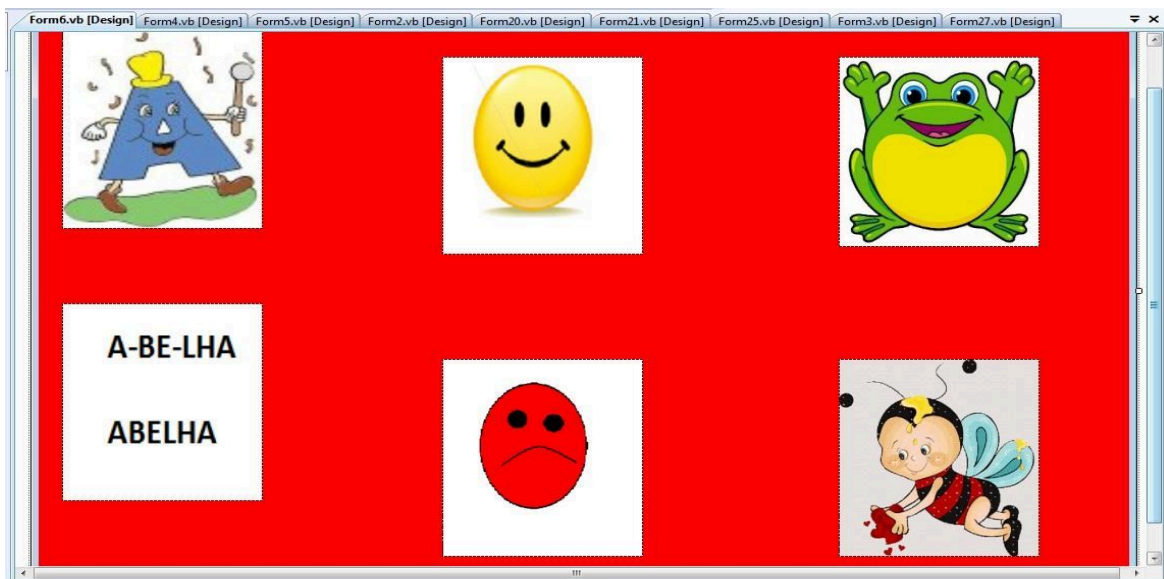 Form6.vb [Design] Form4.vb [Design] Form5.vb [Design] Form2.vb [Design] Form20.vb [Design] Form21.vb [Design] Form25.vb [Design] Form3.vb [Design] Form27.vb [Design]
A
A-BE-LHA
ABELHA